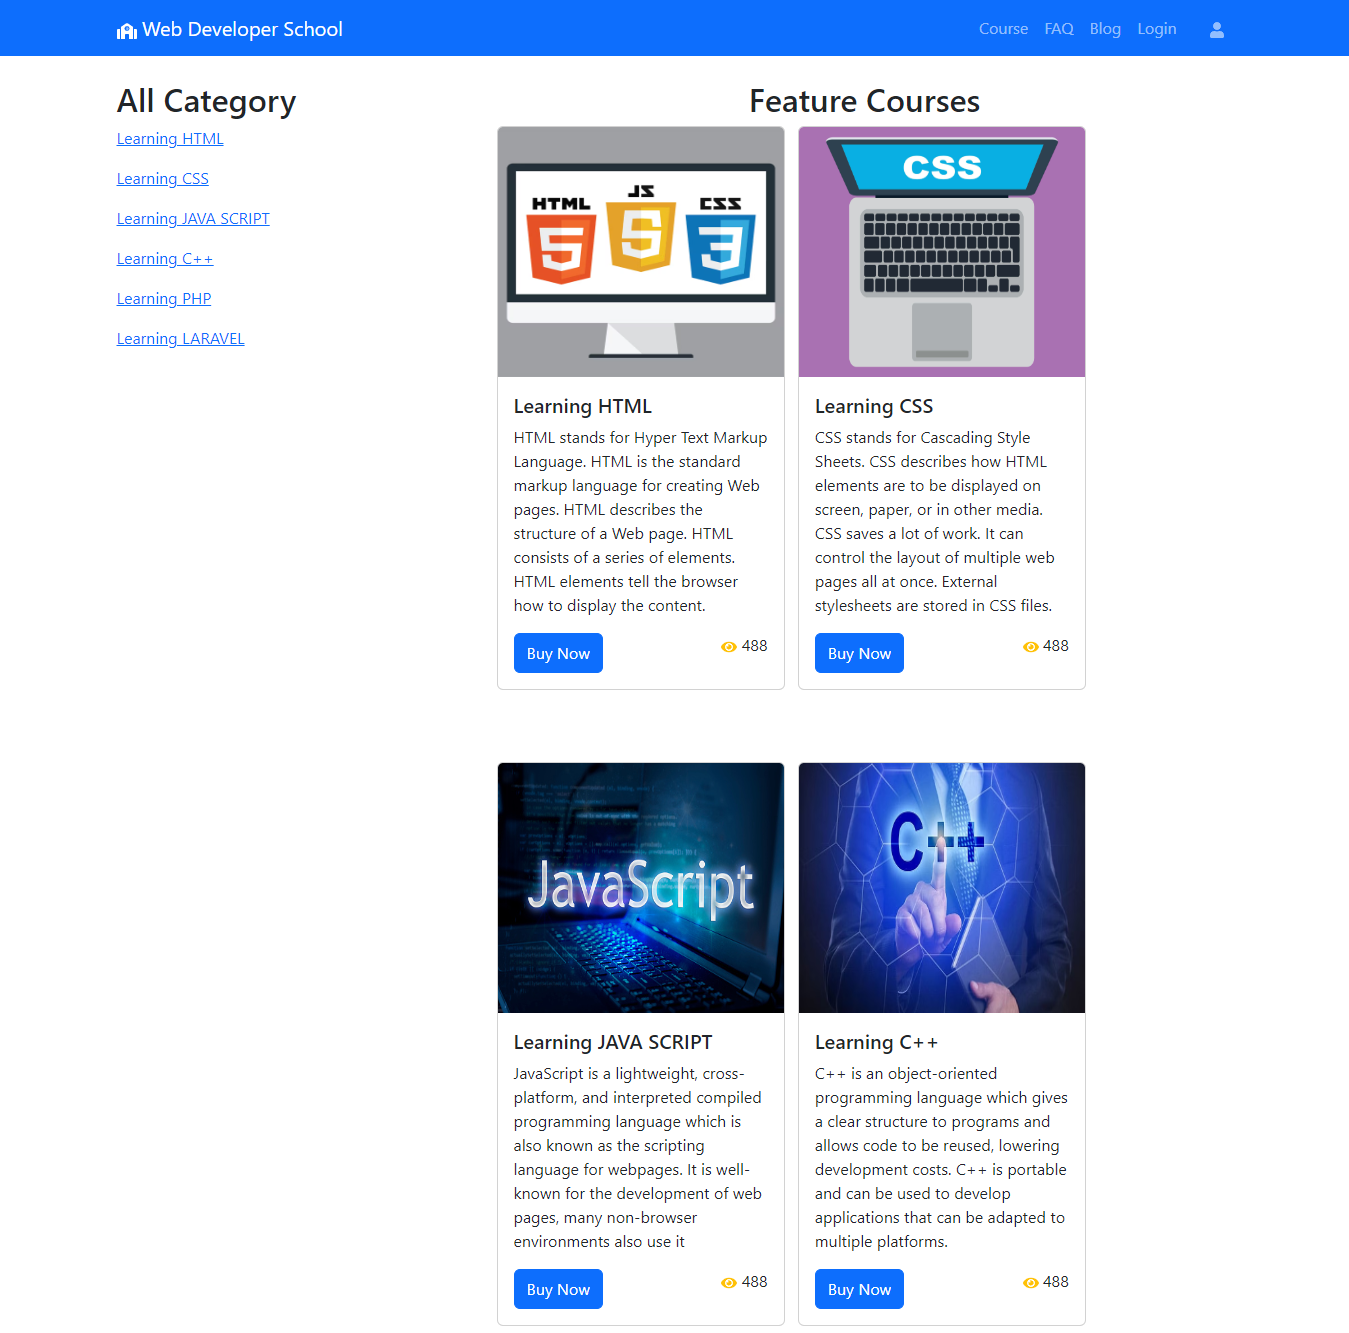 Web Developer School
Course FAQ Blog Login
All Category
Learning HTML
Learning CSS
Learning JAVA SCRIPT
Learning C++
Learning PHP
Learning LARAVEL
Feature Courses
HTML JS CSS
5 5 3
Learning HTML
HTML stands for Hyper Text Markup
Language. HTML is the standard
markup language for creating Web
pages. HTML describes the
structure of a Web page. HTML
consists of a series of elements.
HTML elements tell the browser
how to display the content.
Buy Now 488
CSS
Learning CSS
CSS stands for Cascading Style
Sheets. CSS describes how HTML
elements are to be displayed on
screen, paper, or in other media.
CSS saves a lot of work. It can
control the layout of multiple web
pages all at once. External
stylesheets are stored in CSS files.
Buy Now 488
JavaScript
Learning JAVA SCRIPT
JavaScript is a lightweight, cross-
platform, and interpreted compiled
programming language which is
also known as the scripting
language for webpages. It is well-
known for the development of web
pages, many non-browser
environments also use it
Buy Now 488
C++
Learning C++
C++ is an object-oriented
programming language which gives
a clear structure to programs and
allows code to be reused, lowering
development costs. C++ is portable
and can be used to develop
applications that can be adapted to
multiple platforms.
Buy Now 488